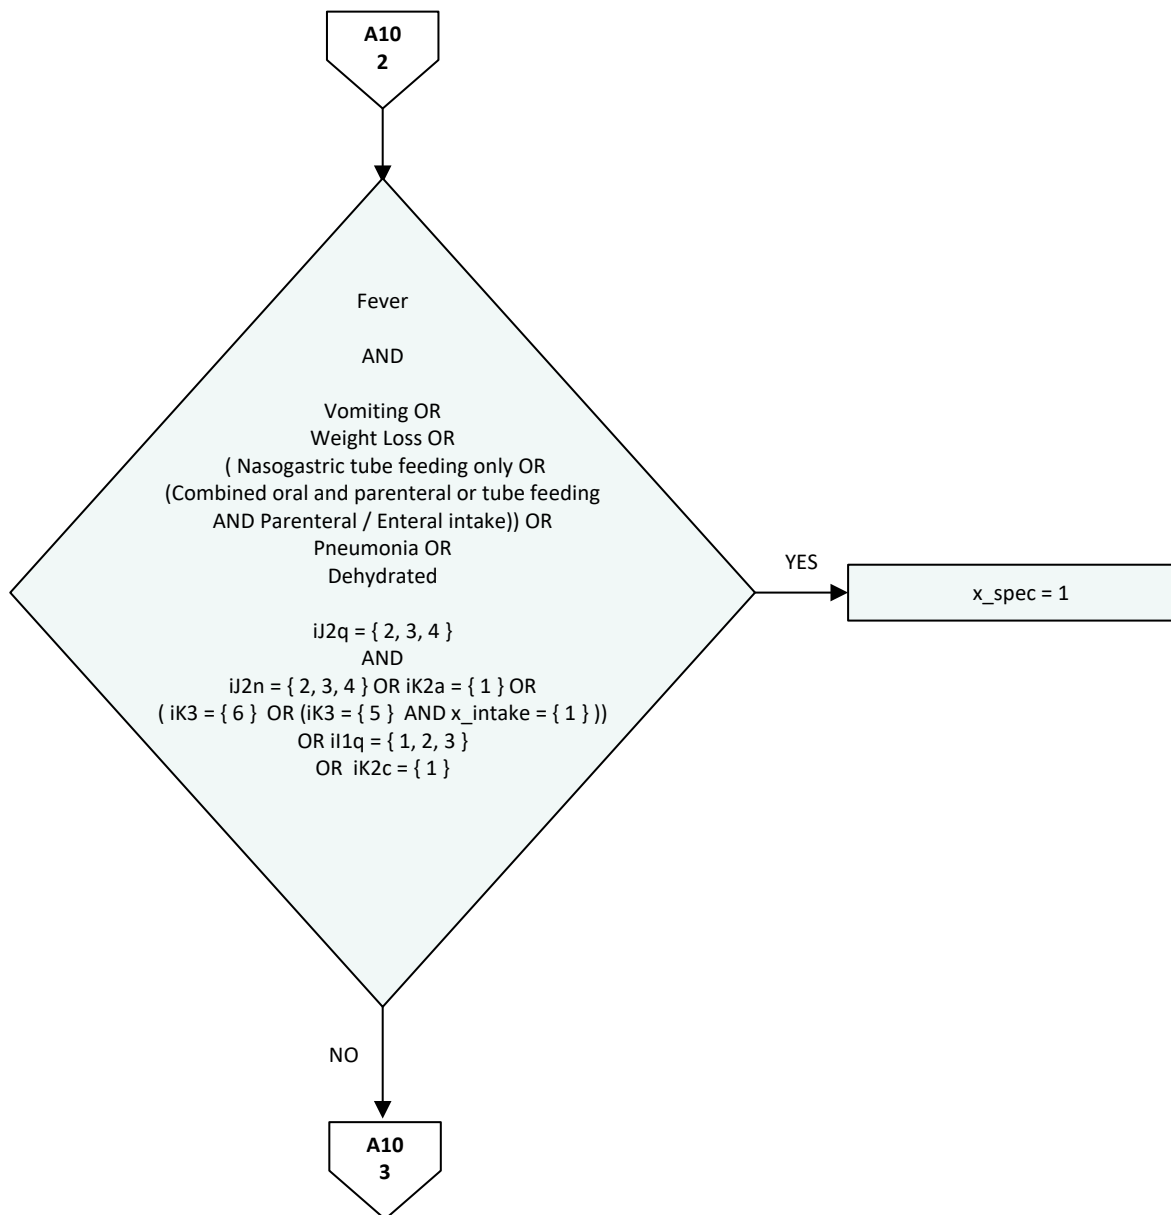 A10
2
Fever
AND
Vomiting OR
Weight Loss OR
( Nasogastric tube feeding only OR
(Combined oral and parenteral or tube feeding
AND Parenteral / Enteral intake)) OR
Pneumonia OR
Dehydrated
iJ2q = { 2, 3, 4 }
AND
iJ2n = { 2, 3, 4 } OR iK2a = { 1 } OR
( iK3 = { 6 }  OR (iK3 = { 5 }  AND x_intake = { 1 } ))
OR iI1q = { 1, 2, 3 }
OR  iK2c = { 1 }
YES
x_spec = 1
NO
A10
3